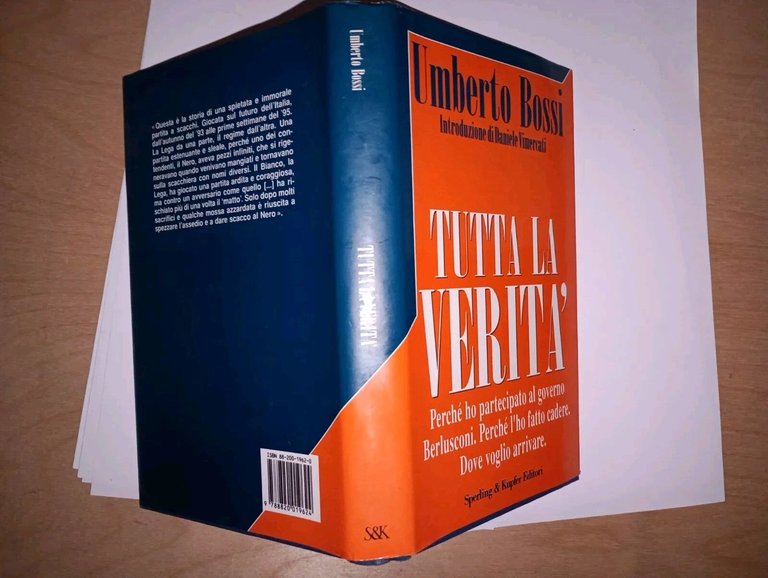 « Questa è la storia di una spietata e immorale
partita a scacchi. Giocata sul futuro dell'Italia,
dall'autunno del '93 alle prime settimane del '95.
La Lega da una parte, il regime dall'altra. Una
partita estenuante e sleale, perché uno dei con-
tendenti, il Nero, aveva pezzi infiniti, che si rige-
neravano quando venivano mangiati e tornavano
sulla scacchiera con nomi diversi. Il Bianco, la
Lega, ha giocato una partita ardita e coraggiosa,
ma contro un avversario come quello [...] ha ri-
schiato più di una volta il 'matto'. Solo dopo molti
sacrifici e qualche mossa azzardata è riuscita a
spezzare l'assedio e a dare scacco al Nero ».
ISBN 88-200-1962-0
9 788820 019624
Umberto Bossi
TUTTA LA VERITÀ
S&K
Umberto Bossi
Introduzione di Daniele Vimercati
TUTTA LA
VERITA'
Perché ho partecipato al governo
Berlusconi. Perché l'ho fatto cadere.
Dove voglio arrivare.
Sperling & Kupfer Editori